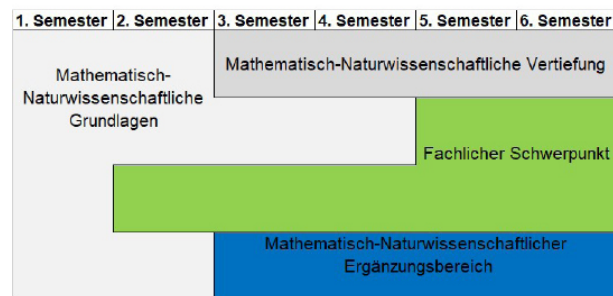 1. Semester 2. Semester 3. Semester 4. Semester 5. Semester 6. Semester
Mathematisch-
Naturwissenschaftliche
Grundlagen
Mathematisch-Naturwissenschaftliche Vertiefung
Fachlicher Schwerpunkt
Mathematisch-Naturwissenschaftlicher
Ergänzungsbereich